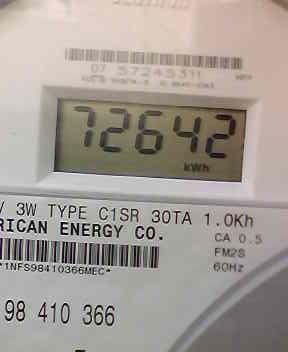 07 57245311
72642
kWh
V 3W TYPE C1SR 30TA 1.0Kh
RICAN ENERGY CO.
CA 0.5
FM2S
60Hz
*1NFS98410366MEC*
98 410 366